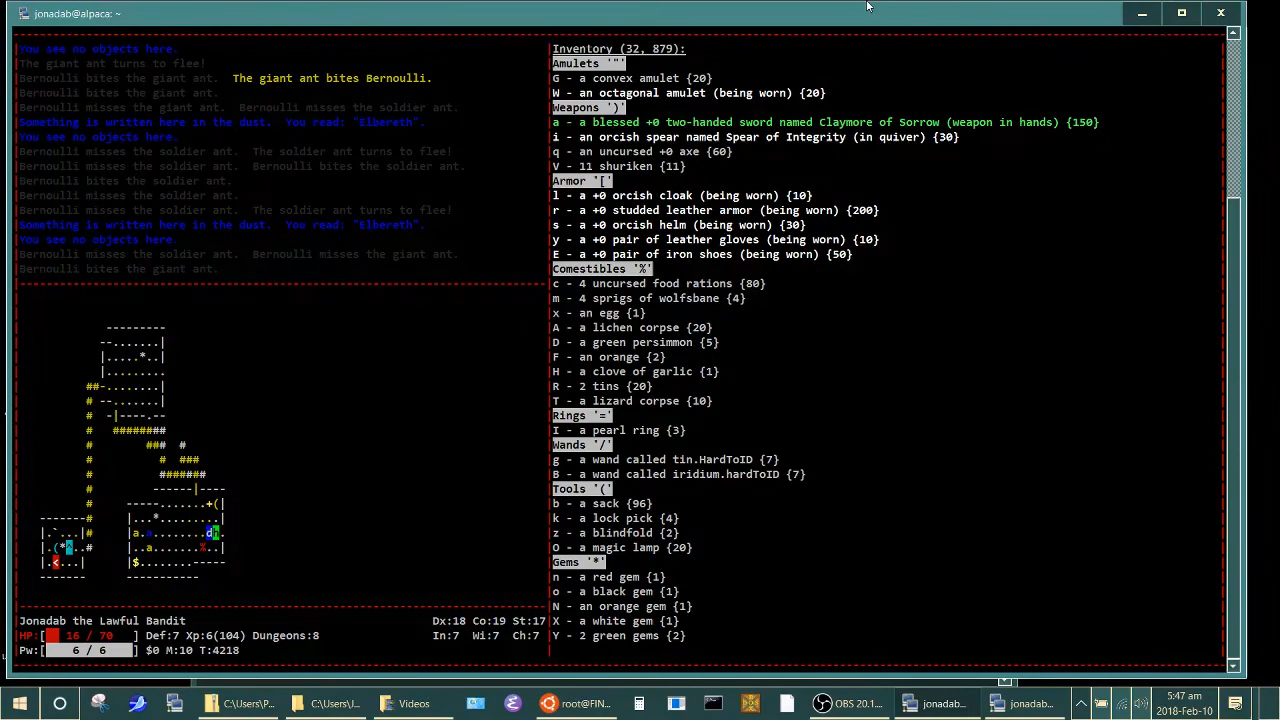 jonadab@alpaca: ~
You see no objects here.
The giant ant turns to flee!
Bernoulli bites the giant ant.  The giant ant bites Bernoulli.
Bernoulli bites the giant ant.
Bernoulli misses the giant ant.  Bernoulli misses the soldier ant.
Something is written here in the dust.  You read: "Elbereth".
You see no objects here.
Bernoulli misses the soldier ant.  The soldier ant turns to flee!
Bernoulli misses the soldier ant.  Bernoulli bites the soldier ant.
Bernoulli bites the soldier ant.
Bernoulli misses the soldier ant.
Bernoulli misses the soldier ant.  The soldier ant turns to flee!
Something is written here in the dust.  You read: "Elbereth".
You see no objects here.
Bernoulli misses the soldier ant.  Bernoulli misses the giant ant.
Bernoulli bites the giant ant.
Jonadab the Lawful Bandit Dx:18 Co:19 St:17
HP:[ 16 / 70 ] Def:7 Xp:6(104) Dungeons:8 In:7 Wi:7 Ch:7
Pw:[ 6 / 6 ] $0 M:10 T:4218
Inventory (32, 879):
Amulets '"'
G - a convex amulet {20}
W - an octagonal amulet (being worn) {20}
Weapons ')'
a - a blessed +0 two-handed sword named Claymore of Sorrow (weapon in hands) {150}
i - an orcish spear named Spear of Integrity (in quiver) {30}
q - an uncursed +0 axe {60}
V - 11 shuriken {11}
Armor '['
l - a +0 orcish cloak (being worn) {10}
r - a +0 studded leather armor (being worn) {200}
s - a +0 orcish helm (being worn) {30}
y - a +0 pair of leather gloves (being worn) {10}
E - a +0 pair of iron shoes (being worn) {50}
Comestibles '%'
c - 4 uncursed food rations {80}
m - 4 sprigs of wolfsbane {4}
x - an egg {1}
A - a lichen corpse {20}
D - a green persimmon {5}
F - an orange {2}
H - a clove of garlic {1}
R - 2 tins {20}
T - a lizard corpse {10}
Rings '='
I - a pearl ring {3}
Wands '/'
g - a wand called tin.HardToID {7}
B - a wand called iridium.hardToID {7}
Tools '('
b - a sack {96}
k - a lock pick {4}
z - a blindfold {2}
O - a magic lamp {20}
Gems '*'
n - a red gem {1}
o - a black gem {1}
N - an orange gem {1}
X - a white gem {1}
Y - 2 green gems {2}
C:\Users\P...
C:\Users\J...
Videos
root@FIN...
OBS 20.1...
jonadab...
jonadab...
5:47 am
2018-Feb-10